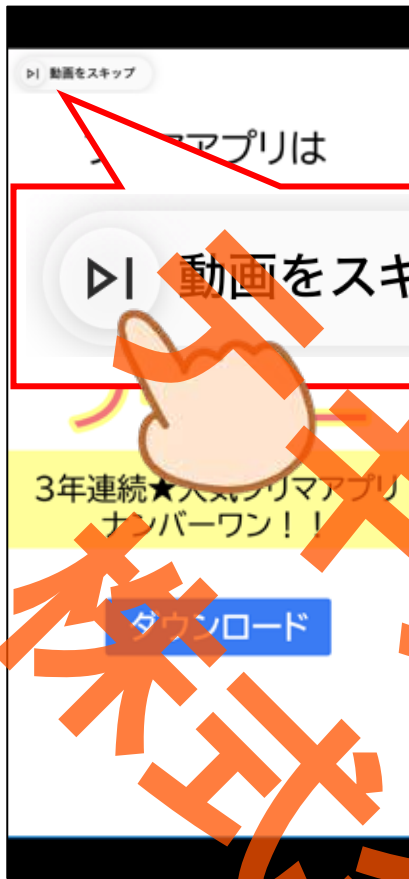 動画をスキップ
アプリは
動画をスキ
3年連続★人気フリマアプリ
ナンバーワン！！
ダウンロード
株式